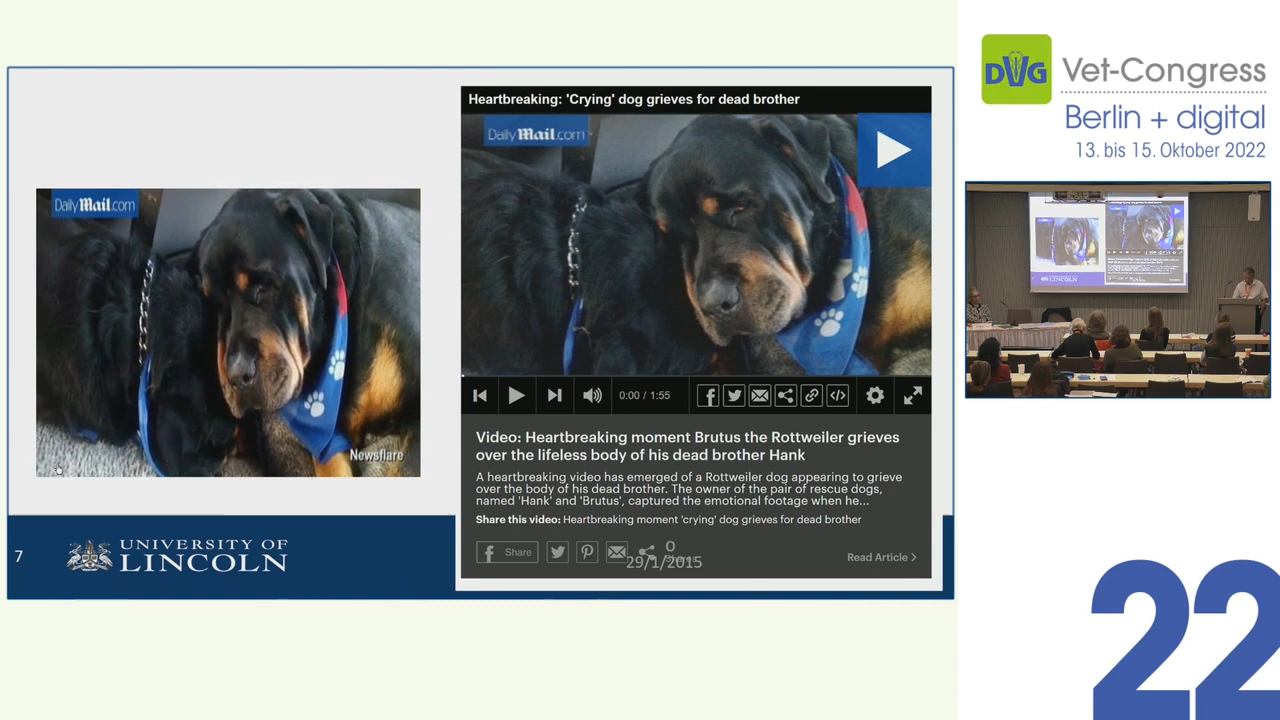 Heartbreaking: 'Crying' dog grieves for dead brother
Daily Mail.com
Daily Mail.com
Newsflare
0:00 / 1:55
Video: Heartbreaking moment Brutus the Rottweiler grieves
over the lifeless body of his dead brother Hank
A heartbreaking video has emerged of a Rottweiler dog appearing to grieve
over the body of his dead brother. The owner of the pair of rescue dogs,
named 'Hank' and 'Brutus', captured the emotional footage when he...
Share this video: Heartbreaking moment 'crying' dog grieves for dead brother
Share
0
29/1/2015
Read Article
7
UNIVERSITY OF
LINCOLN
DVG
Vet-Congress
Berlin + digital
13. bis 15. Oktober 2022
22